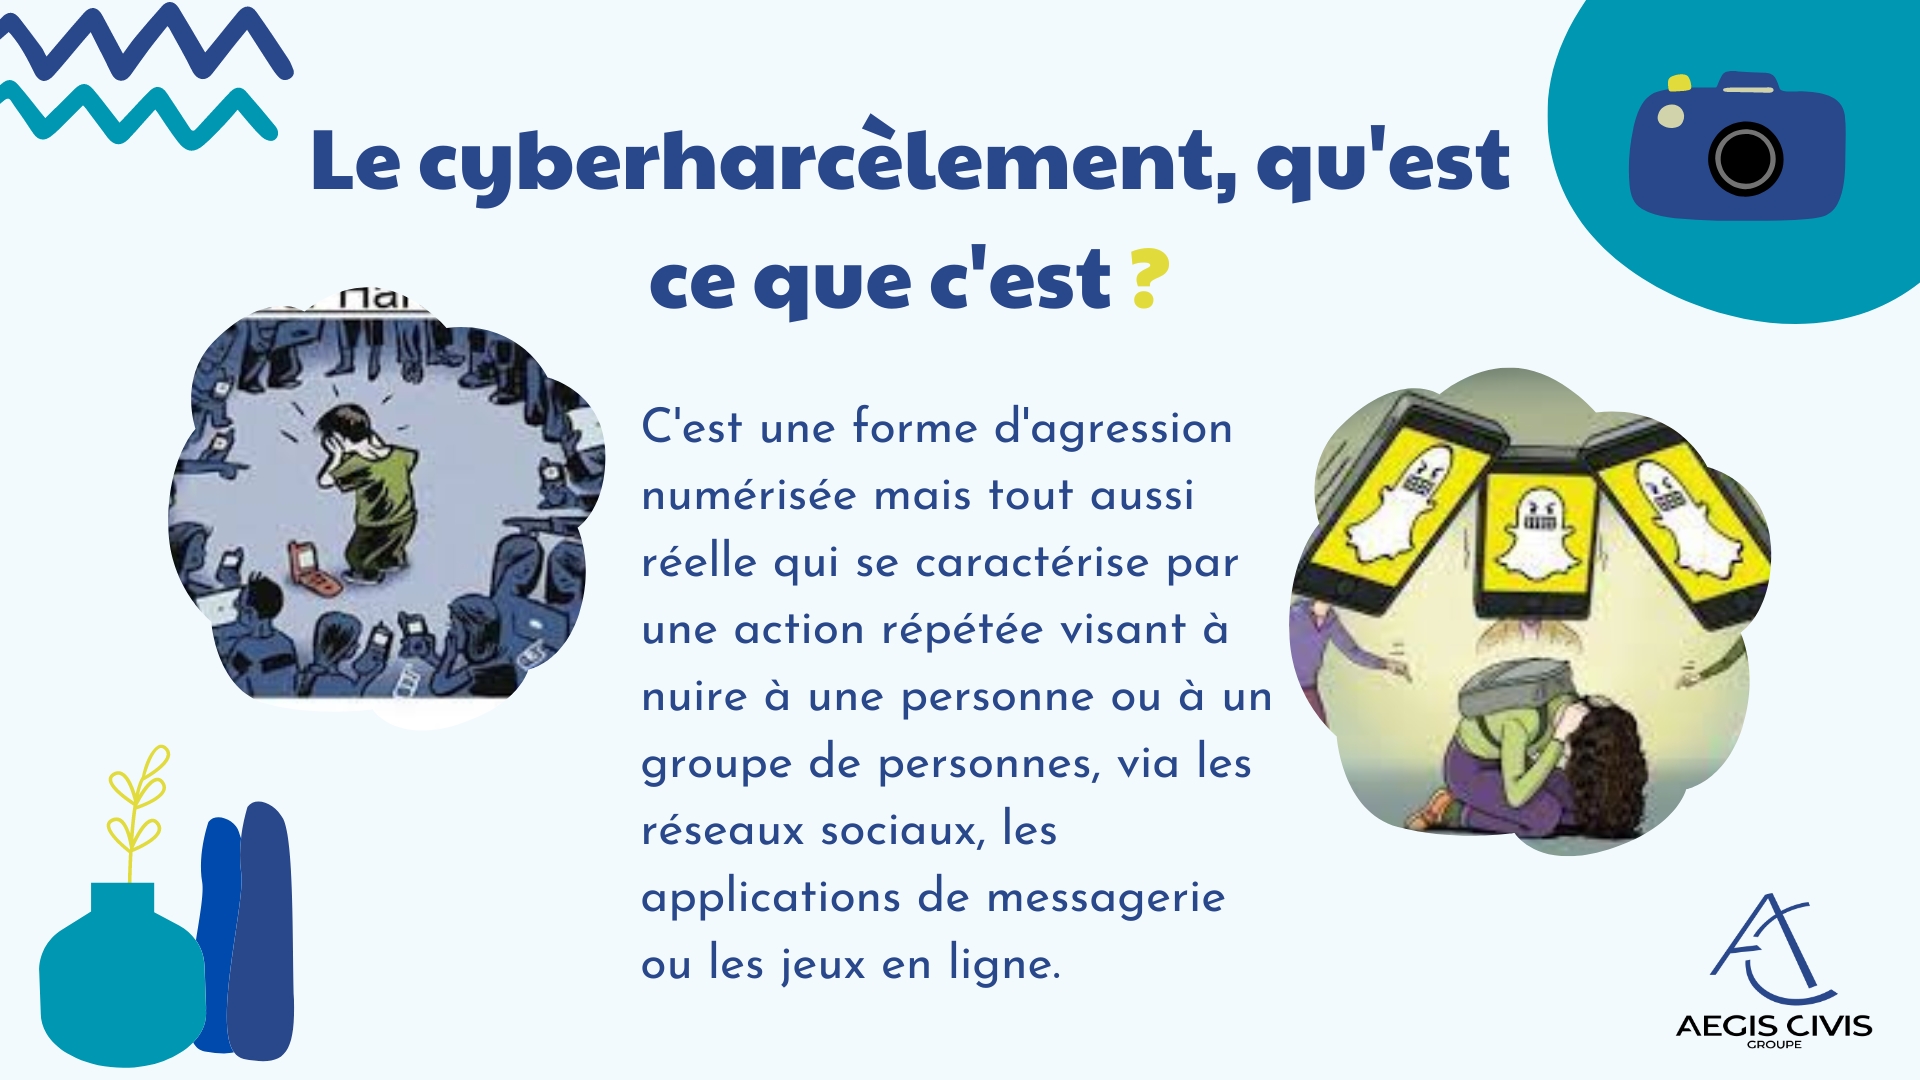 Le cyberharcèlement, qu'est
ce que c'est ?
C'est une forme d'agression
numérisée mais tout aussi
réelle qui se caractérise par
une action répétée visant à
nuire à une personne ou à un
groupe de personnes, via les
réseaux sociaux, les
applications de messagerie
ou les jeux en ligne.
AEGIS CIVIS
GROUPE